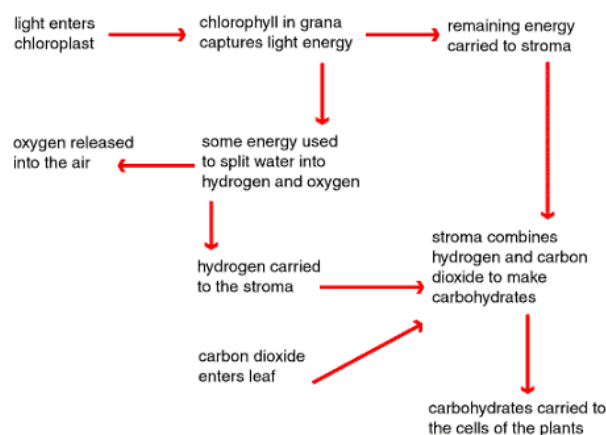 light enters
chloroplast
chlorophyll in grana
captures light energy
remaining energy
carried to stroma
oxygen released
into the air
some energy used
to split water into
hydrogen and oxygen
hydrogen carried
to the stroma
stroma combines
hydrogen and carbon
dioxide to make
carbohydrates
carbon dioxide
enters leaf
carbohydrates carried to
the cells of the plants